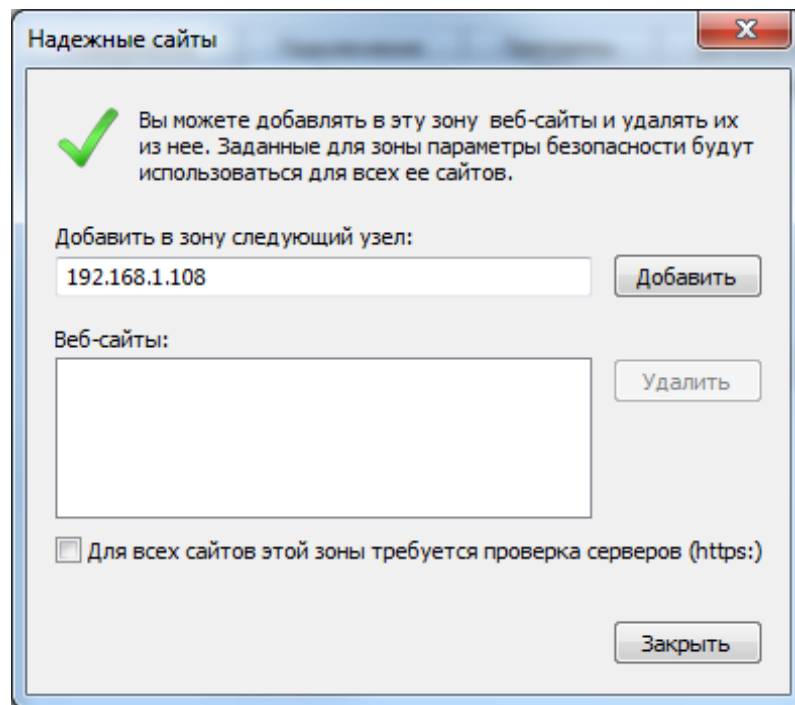 Надежные сайты
Вы можете добавлять в эту зону веб-сайты и удалять их
из нее. Заданные для зоны параметры безопасности будут
использоваться для всех ее сайтов.
Добавить в зону следующий узел:
192.168.1.108
Добавить
Веб-сайты:
Удалить
Для всех сайтов этой зоны требуется проверка серверов (https:)
Закрыть